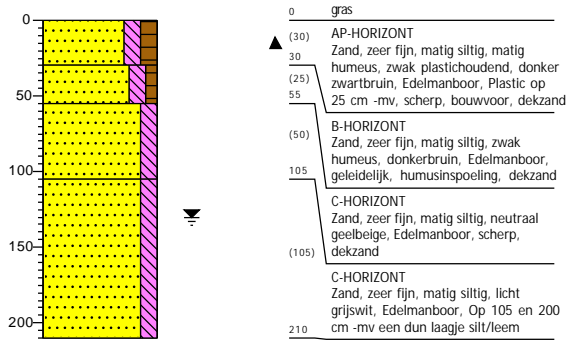 0
50
100
150
200
0 gras
(30) AP-HORIZONT
Zand, zeer fijn, matig siltig, matig
30 humeus, zwak plastichoudend, donker
(25) zwartbruin, Edelmanboor, Plastic op
55 25 cm -mv, scherp, bouwvoor, dekzand
B-HORIZONT
(50) Zand, zeer fijn, matig siltig, zwak
humeus, donkerbruin, Edelmanboor,
105 geleidelijk, humusinspoeling, dekzand
C-HORIZONT
Zand, zeer fijn, matig siltig, neutraal
geelbeige, Edelmanboor, scherp,
(105) dekzand
C-HORIZONT
Zand, zeer fijn, matig siltig, licht
grijswit, Edelmanboor, Op 105 en 200
210 cm -mv een dun laagje silt/leem